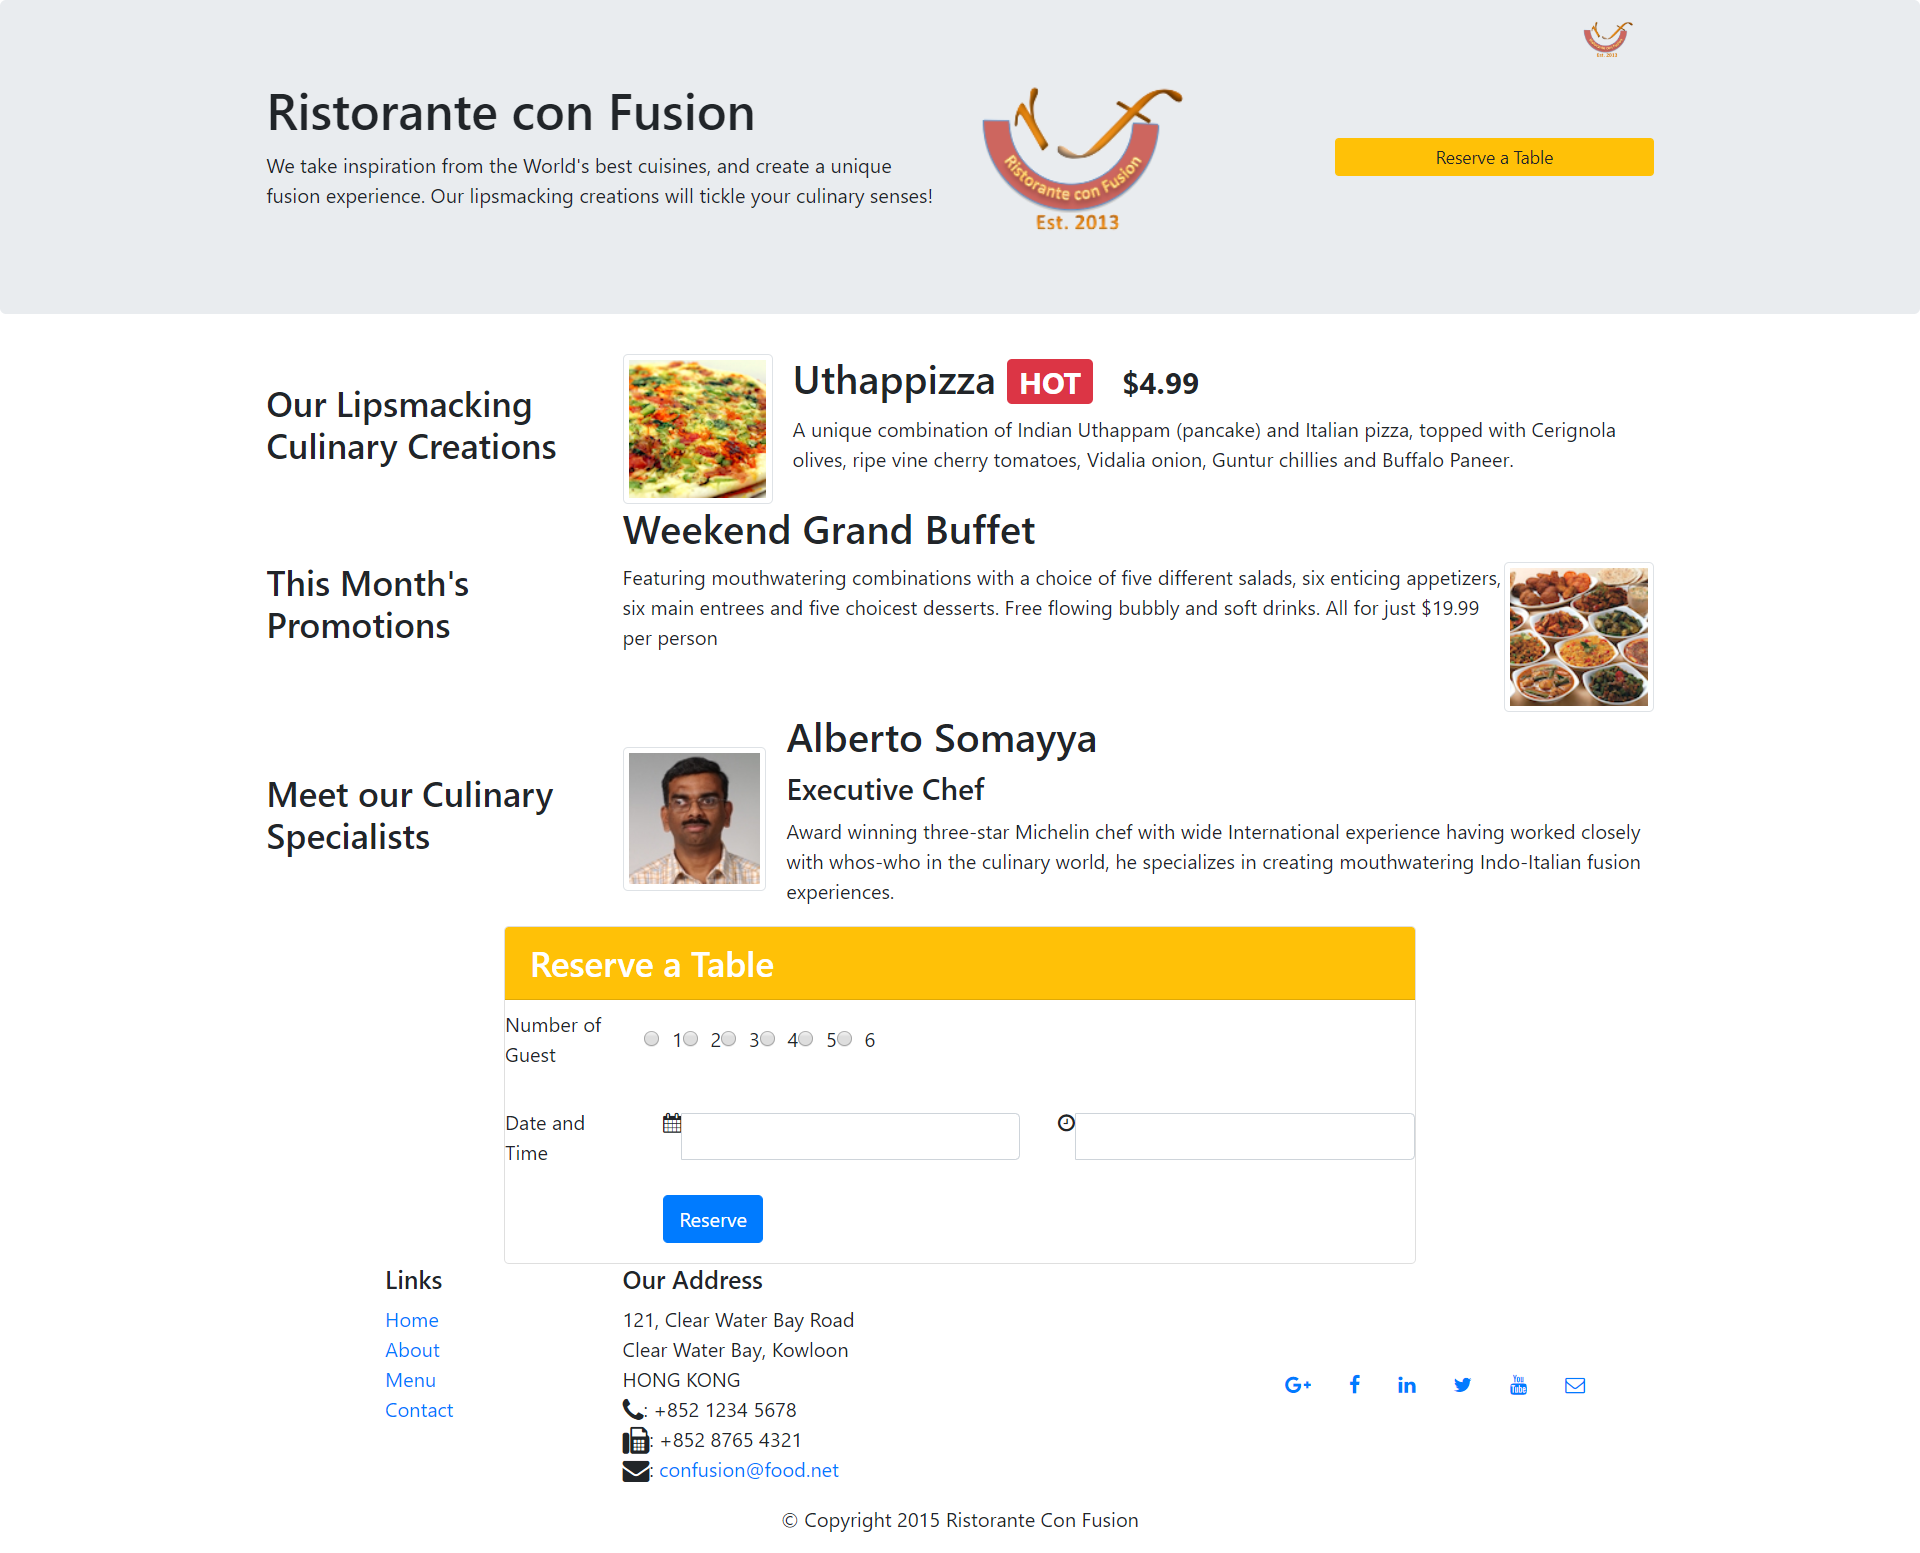 Est. 2013
Ristorante con Fusion
We take inspiration from the World's best cuisines, and create a unique
fusion experience. Our lipsmacking creations will tickle your culinary senses!
Ristorante con Fusion
Est. 2013
Reserve a Table
Our Lipsmacking
Culinary Creations
Uthappizza HOT $4.99
A unique combination of Indian Uthappam (pancake) and Italian pizza, topped with Cerignola
olives, ripe vine cherry tomatoes, Vidalia onion, Guntur chillies and Buffalo Paneer.
This Month's
Promotions
Weekend Grand Buffet
Featuring mouthwatering combinations with a choice of five different salads, six enticing appetizers,
six main entrees and five choicest desserts. Free flowing bubbly and soft drinks. All for just $19.99
per person
Meet our Culinary
Specialists
Alberto Somayya
Executive Chef
Award winning three-star Michelin chef with wide International experience having worked closely
with whos-who in the culinary world, he specializes in creating mouthwatering Indo-Italian fusion
experiences.
Reserve a Table
Number of
Guest
1 2 3 4 5 6
Date and
Time
Reserve
Links
Home
About
Menu
Contact
Our Address
121, Clear Water Bay Road
Clear Water Bay, Kowloon
HONG KONG
: +852 1234 5678
: +852 8765 4321
: confusion@food.net
G+ f in You Tube
© Copyright 2015 Ristorante Con Fusion